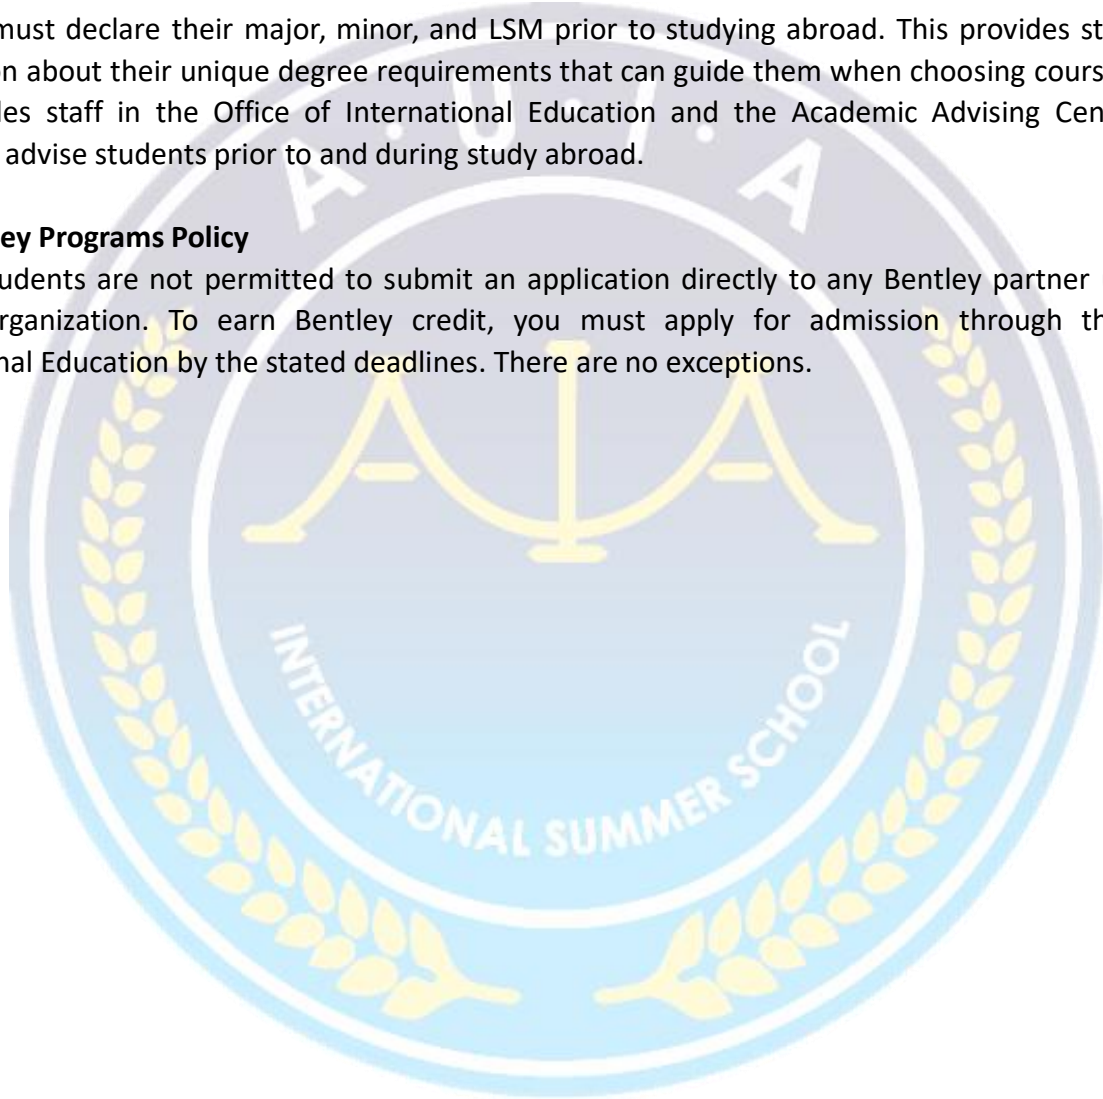 must declare their major, minor, and LSM prior to studying abroad. This provides st
on about their unique degree requirements that can guide them when choosing cours
les staff in the Office of International Education and the Academic Advising Cen
advise students prior to and during study abroad.
ey Programs Policy
udents are not permitted to submit an application directly to any Bentley partner
rganization. To earn Bentley credit, you must apply for admission through th
nal Education by the stated deadlines. There are no exceptions.
A · U · I · A
INTERNATIONAL SUMMER SCHOOL